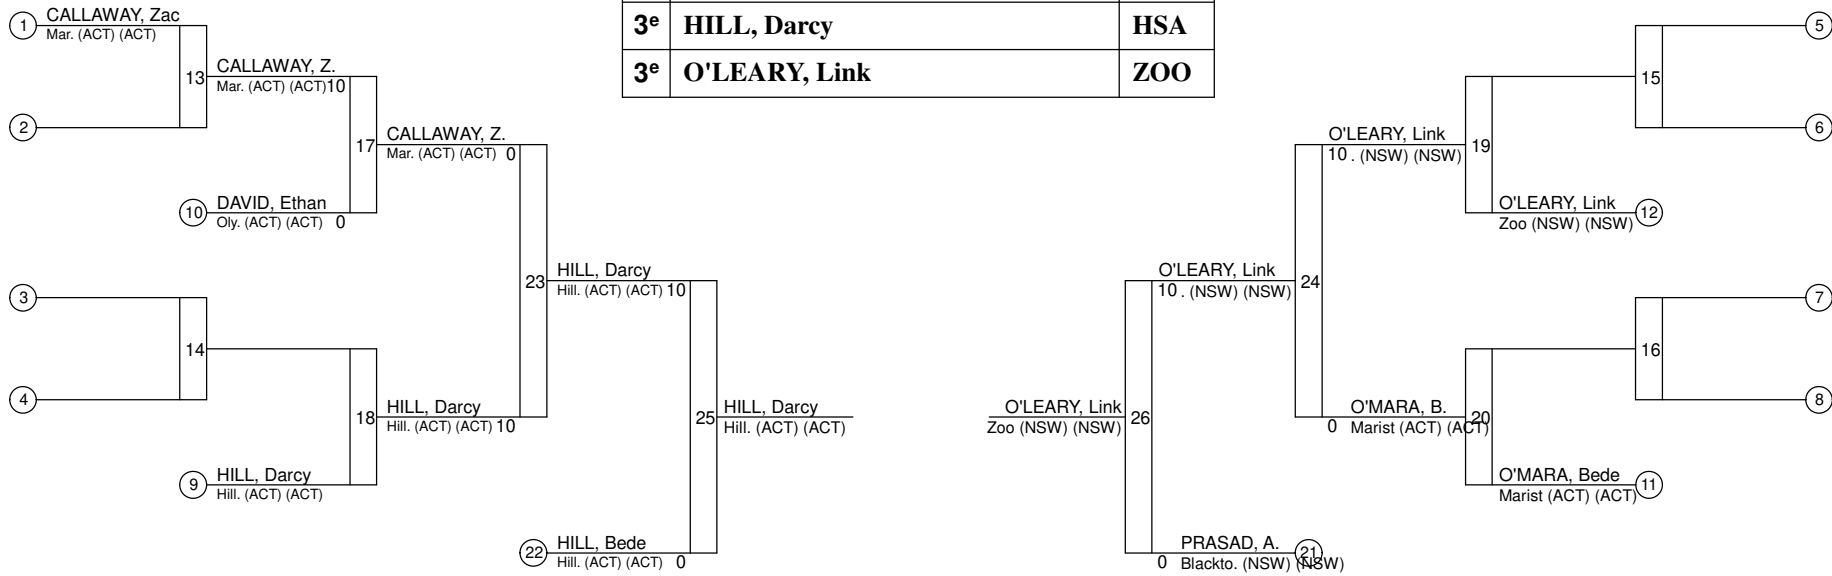 3e HILL, Darcy HSA
3e O'LEARY, Link ZOO
1 CALLAWAY, Zac
Mar. (ACT) (ACT)
13 CALLAWAY, Z.
Mar. (ACT) (ACT) 10
2
17 CALLAWAY, Z.
Mar. (ACT) (ACT) 0
10 DAVID, Ethan
Oly. (ACT) (ACT) 0
23 HILL, Darcy
Hill. (ACT) (ACT) 10
3
14
4
18 HILL, Darcy
Hill. (ACT) (ACT) 10
9 HILL, Darcy
Hill. (ACT) (ACT)
25 HILL, Darcy
Hill. (ACT) (ACT)
22 HILL, Bede
Hill. (ACT) (ACT) 0
5
15
6
O'LEARY, Link 19
10 . (NSW) (NSW)
O'LEARY, Link 12
Zoo (NSW) (NSW)
O'LEARY, Link 24
10 . (NSW) (NSW)
7
16
8
O'LEARY, Link 26
Zoo (NSW) (NSW)
O'MARA, B. 20
0 Marist (ACT) (ACT)
O'MARA, Bede 11
Marist (ACT) (ACT)
PRASAD, A. 21
0 Blackto. (NSW) (NSW)